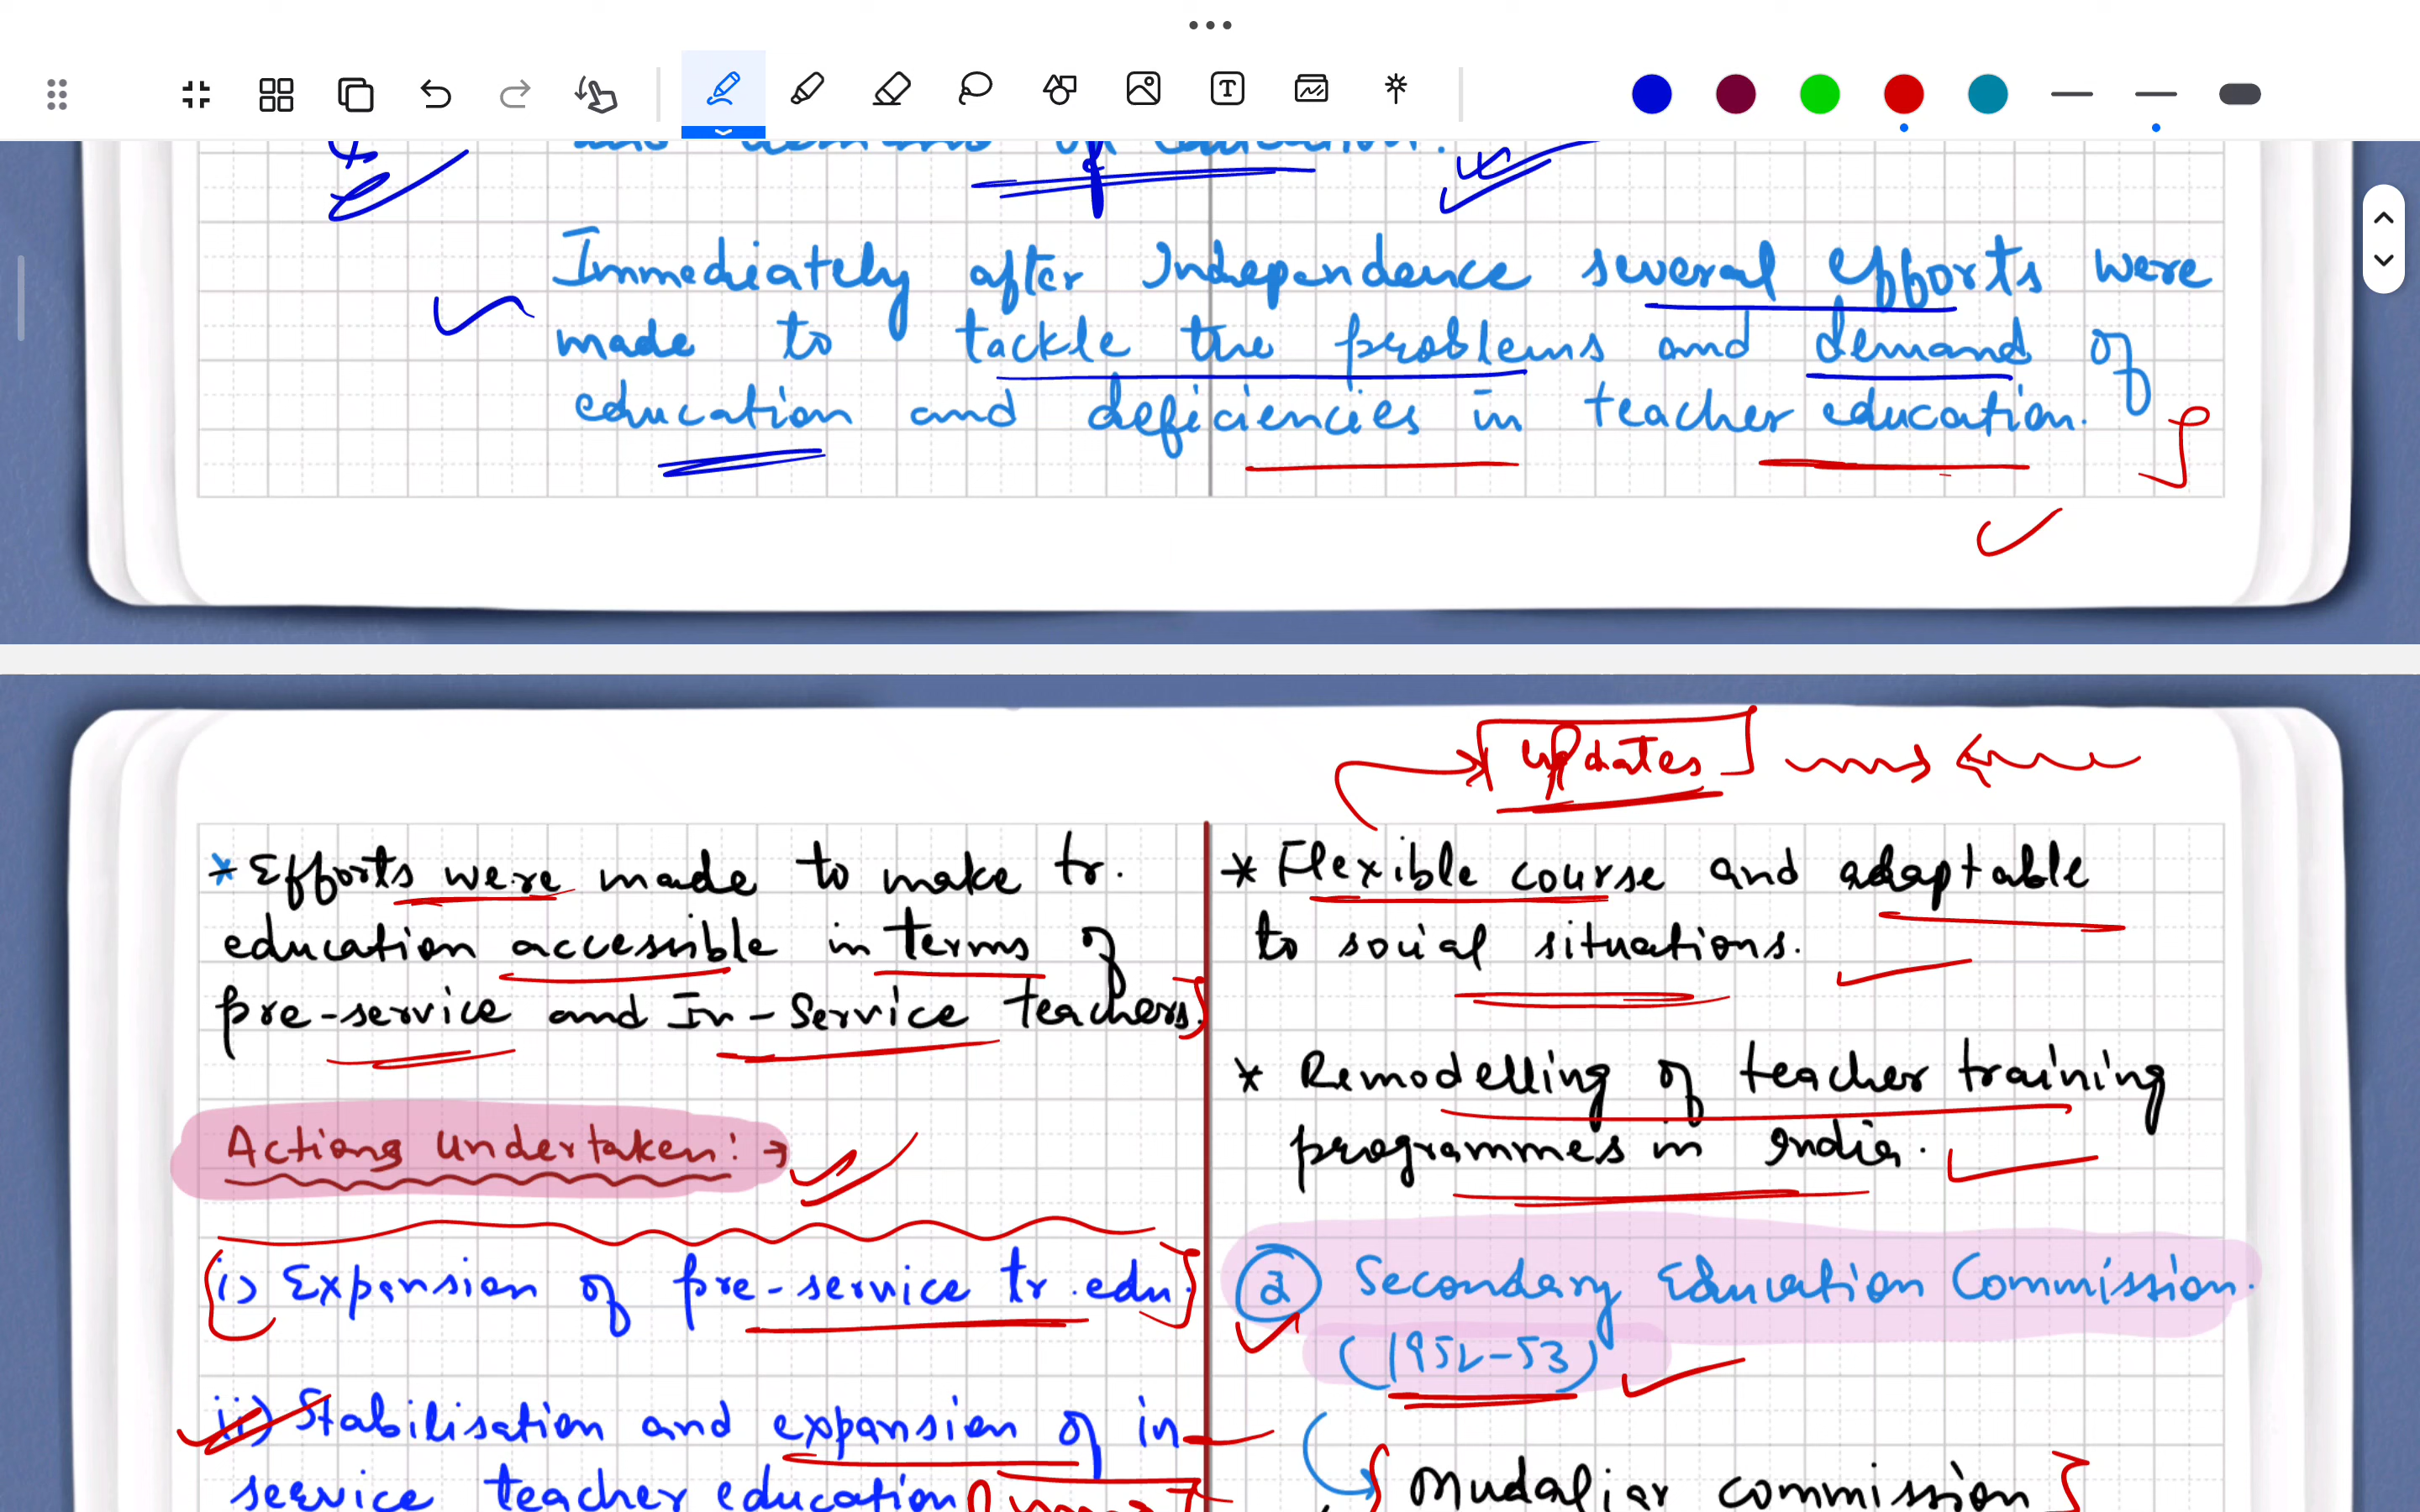 of education.
Immediately after Independence several efforts were
made to tackle the problems and demand of
education and deficiencies in teacher education.
updates
* Efforts were made to make tr.
education accessible in terms of
pre-service and In-Service teachers.
Actions Undertaken: →
i) Expansion of pre-service tr. edu.
ii) Stabilisation and expansion of in
service teacher education
* Flexible course and adaptable
to social situations.
* Remodelling of teacher training
programmes in India.
② Secondary Education Commission.
(1952-53)
Mudaliar commission